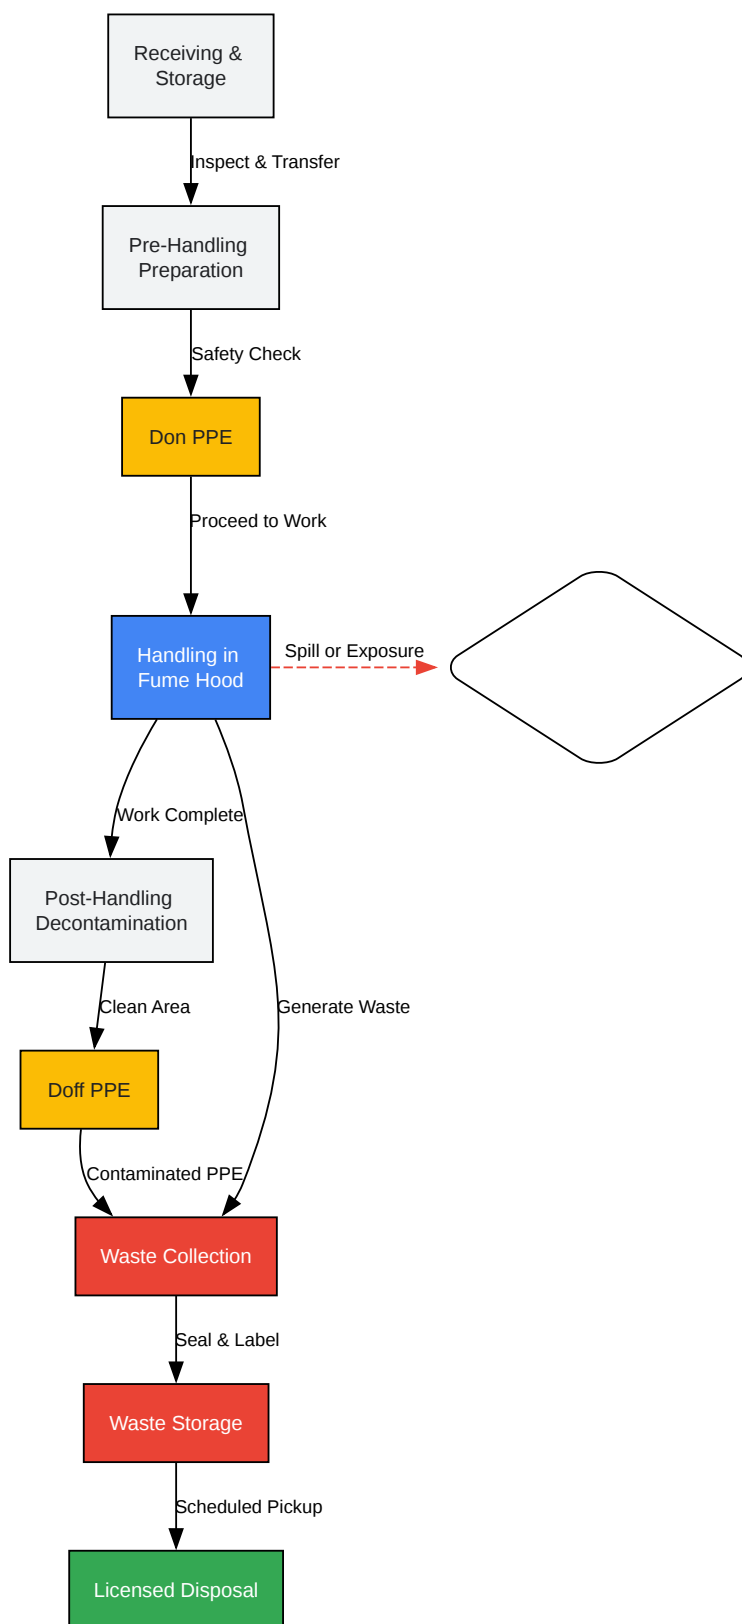 Receiving &
Storage
Inspect & Transfer
Pre-Handling
Preparation
Safety Check
Don PPE
Proceed to Work
Handling in
Fume Hood
Spill or Exposure
Work Complete
Post-Handling
Decontamination
Clean Area
Generate Waste
Doff PPE
Contaminated PPE
Waste Collection
Seal & Label
Waste Storage
Scheduled Pickup
Licensed Disposal